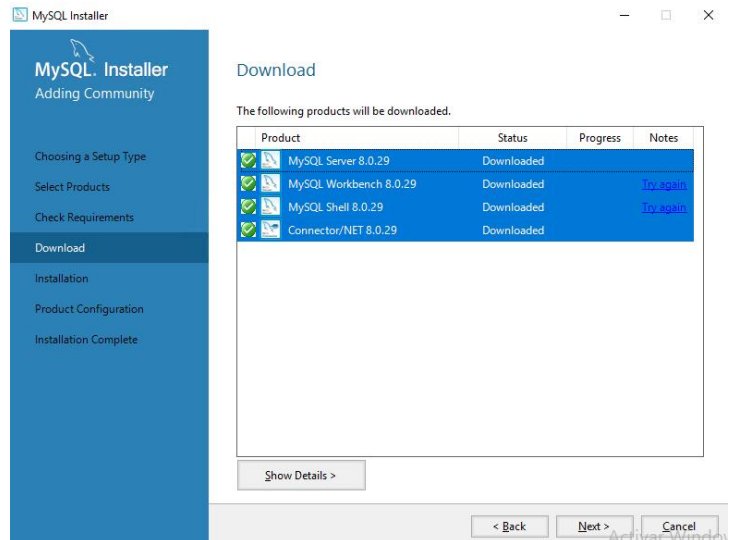 MySQL Installer
MySQL. Installer
Adding Community
Choosing a Setup Type
Select Products
Check Requirements
Download
Installation
Product Configuration
Installation Complete
Download
The following products will be downloaded.
Product Status Progress Notes
MySQL Server 8.0.29 Downloaded
MySQL Workbench 8.0.29 Downloaded Try again
MySQL Shell 8.0.29 Downloaded Try again
Connector/NET 8.0.29 Downloaded
Show Details >
< Back Next > Cancel
Activar Window